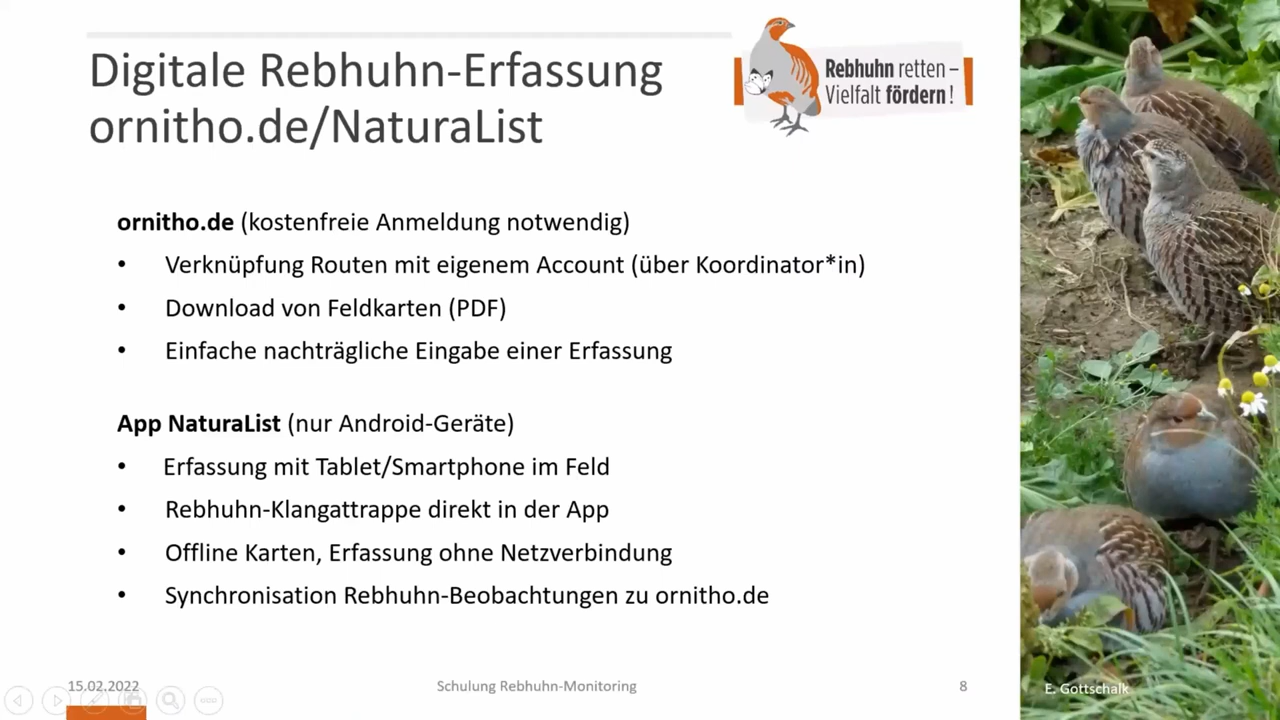 Digitale Rebhuhn-Erfassung
ornitho.de/NaturaList
Rebhuhn retten –
Vielfalt fördern!
ornitho.de (kostenfreie Anmeldung notwendig)
• Verknüpfung Routen mit eigenem Account (über Koordinator*in)
• Download von Feldkarten (PDF)
• Einfache nachträgliche Eingabe einer Erfassung
App NaturaList (nur Android-Geräte)
• Erfassung mit Tablet/Smartphone im Feld
• Rebhuhn-Klangattrappe direkt in der App
• Offline Karten, Erfassung ohne Netzverbindung
• Synchronisation Rebhuhn-Beobachtungen zu ornitho.de
15.02.2022
Schulung Rebhuhn-Monitoring
8
E. Gottschalk